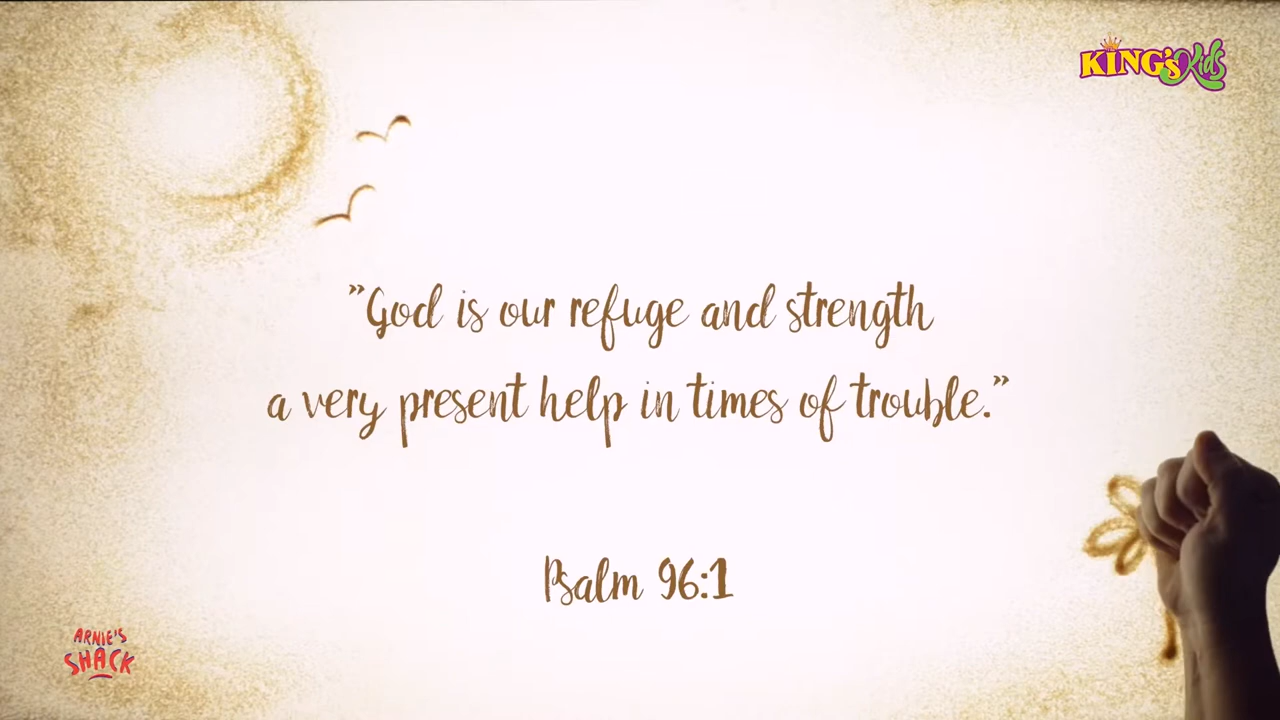 KING'S Kids
”God is our refuge and strength
a very present help in times of trouble.”
Psalm 96:1
ARNIE'S
SHACK